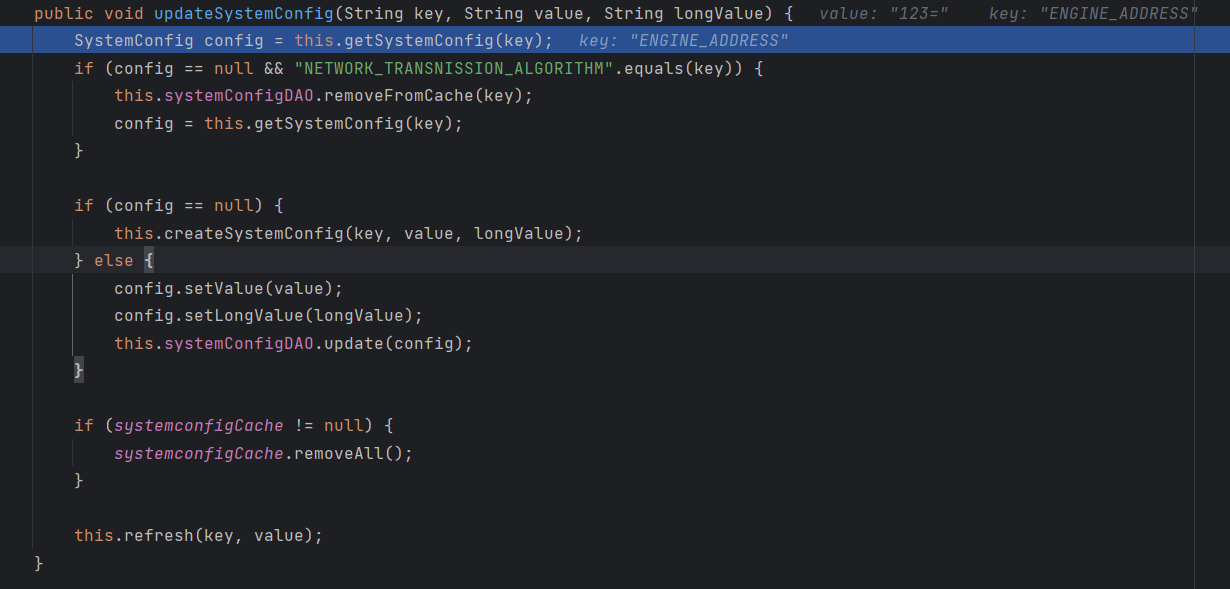 public void updateSystemConfig(String key, String value, String longValue) {   value: "123="    key: "ENGINE_ADDRESS"
    SystemConfig config = this.getSystemConfig(key);   key: "ENGINE_ADDRESS"
    if (config == null && "NETWORK_TRANSNISSION_ALGORITHM".equals(key)) {
        this.systemConfigDAO.removeFromCache(key);
        config = this.getSystemConfig(key);
    }
    if (config == null) {
        this.createSystemConfig(key, value, longValue);
    } else {
        config.setValue(value);
        config.setLongValue(longValue);
        this.systemConfigDAO.update(config);
    }
    if (systemconfigCache != null) {
        systemconfigCache.removeAll();
    }
    this.refresh(key, value);
}